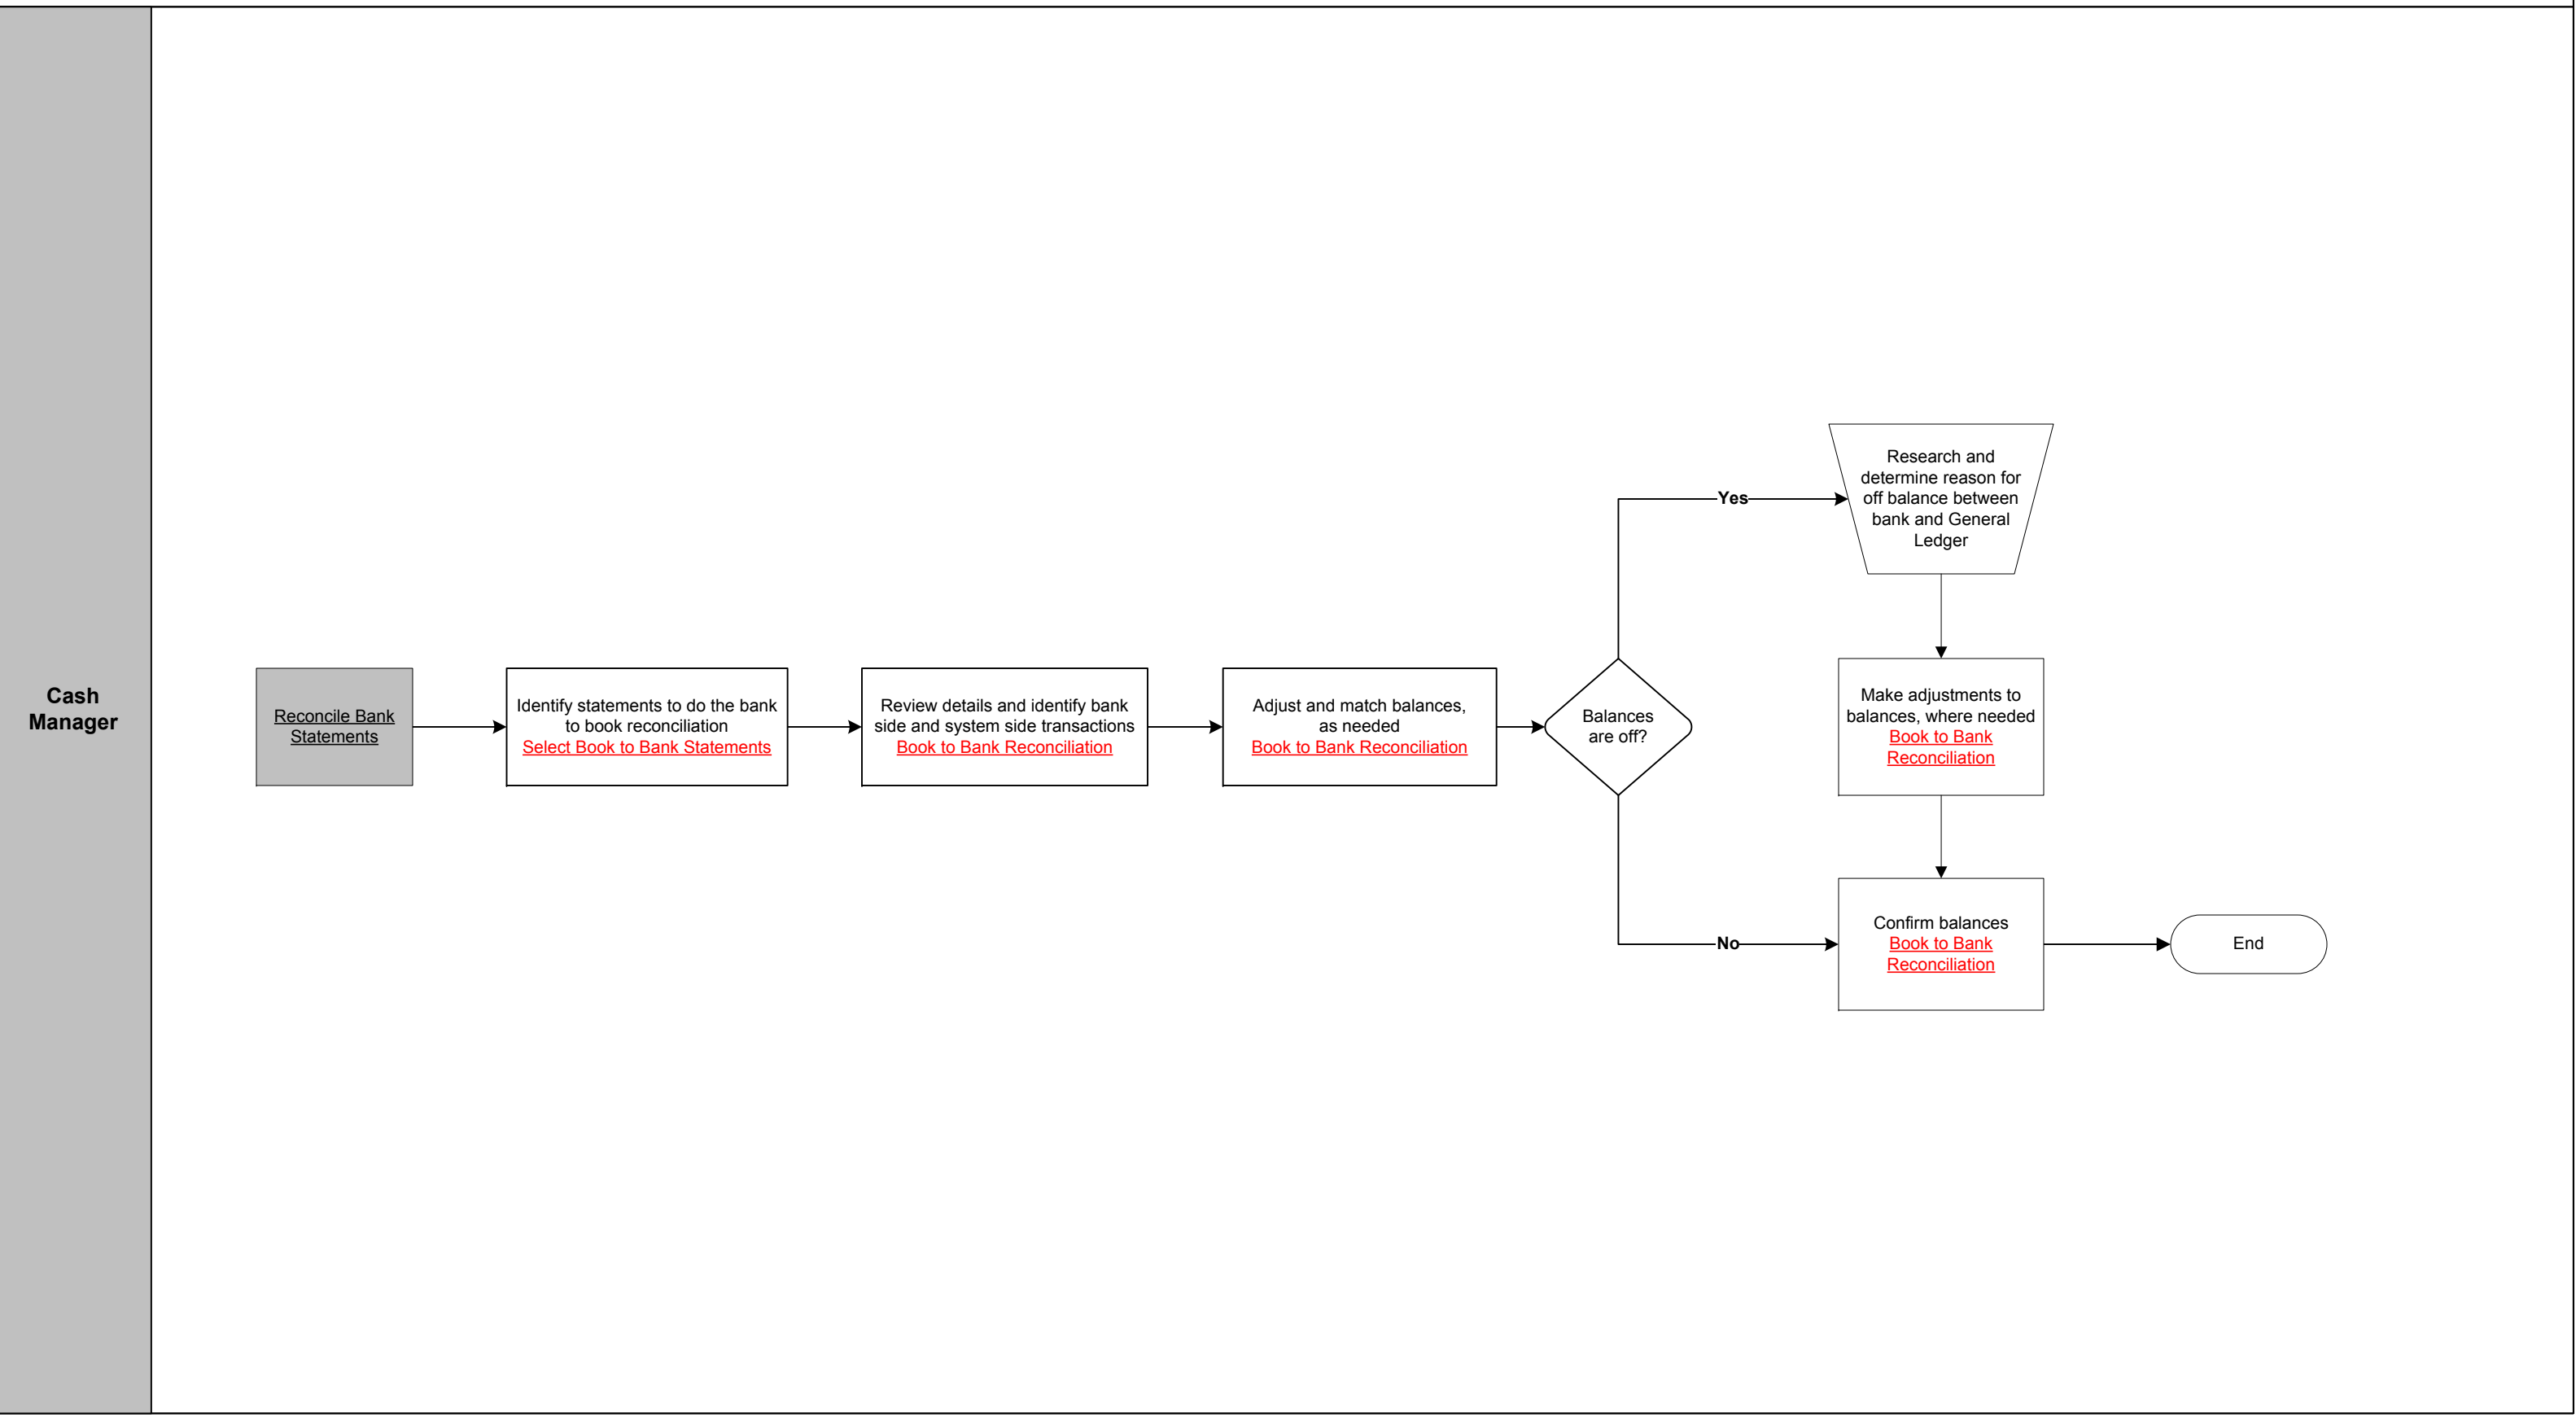 Cash
Manager
Reconcile Bank
Statements
Identify statements to do the bank
to book reconciliation
Select Book to Bank Statements
Review details and identify bank
side and system side transactions
Book to Bank Reconciliation
Adjust and match balances,
as needed
Book to Bank Reconciliation
Balances
are off?
Yes
Research and
determine reason for
off balance between
bank and General
Ledger
Make adjustments to
balances, where needed
Book to Bank
Reconciliation
No
Confirm balances
Book to Bank
Reconciliation
End